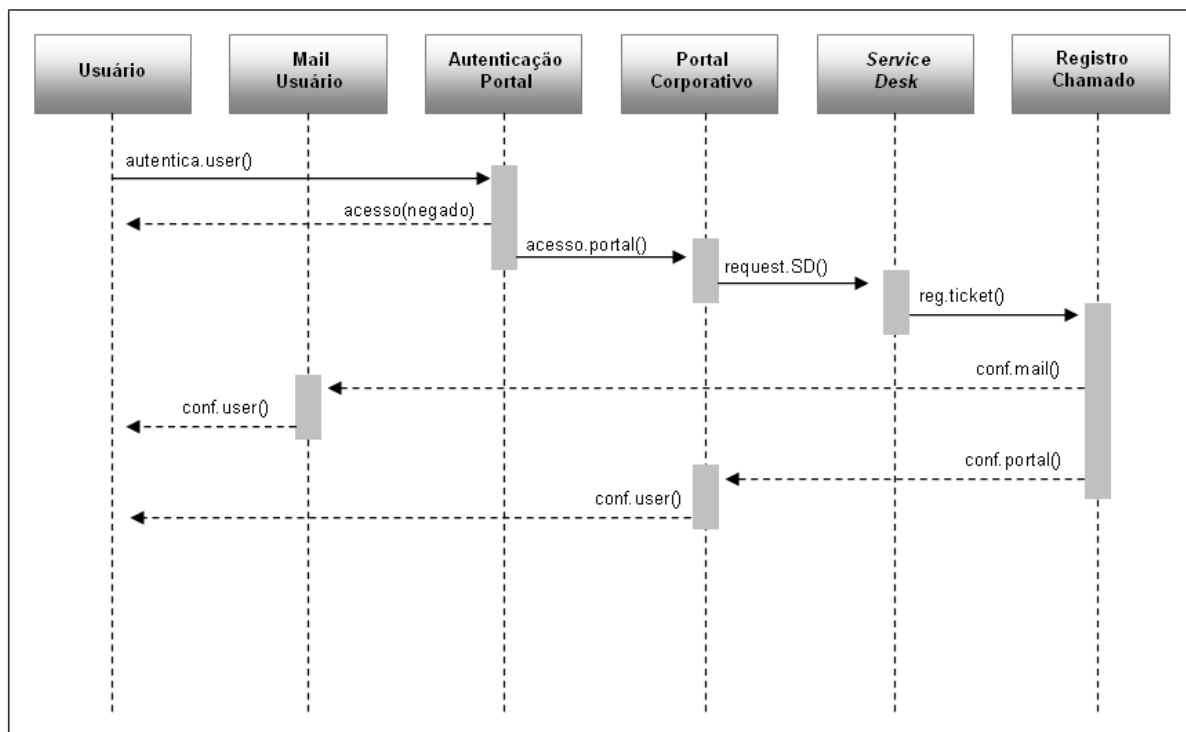 Usuário
Mail
Usuário
Autenticação
Portal
Portal
Corporativo
Service
Desk
Registro
Chamado
autentica.user()
acesso(negado)
acesso.portal()
request.SD()
reg.ticket()
conf.mail()
conf.user()
conf.portal()
conf.user()